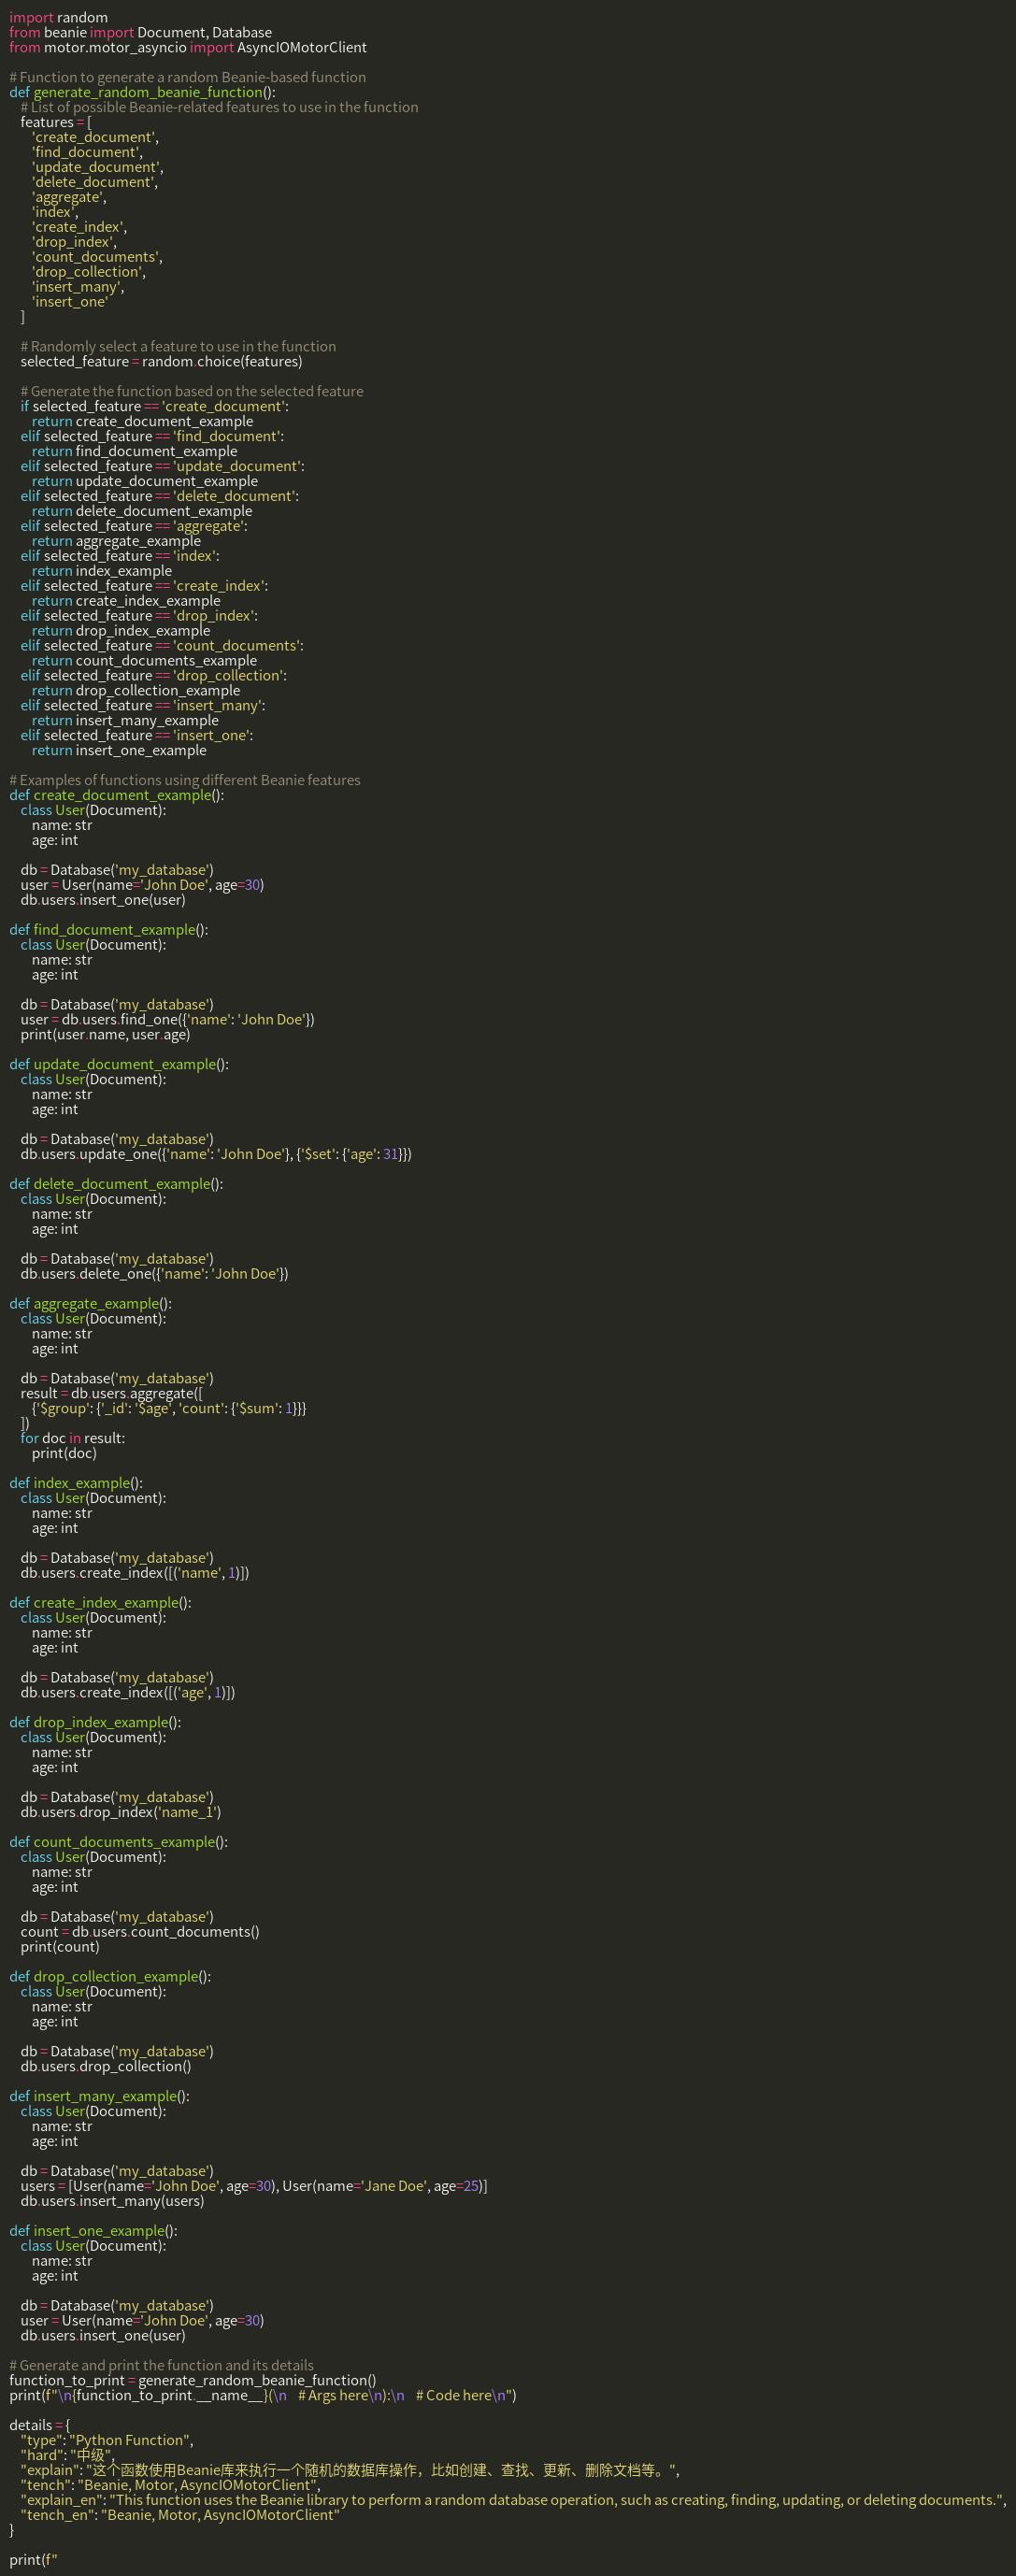 import random
from beanie import Document, Database
from motor.motor_asyncio import AsyncIOMotorClient

# Function to generate a random Beanie-based function
def generate_random_beanie_function():
    # List of possible Beanie-related features to use in the function
    features = [
        'create_document',
        'find_document',
        'update_document',
        'delete_document',
        'aggregate',
        'index',
        'create_index',
        'drop_index',
        'count_documents',
        'drop_collection',
        'insert_many',
        'insert_one'
    ]

    # Randomly select a feature to use in the function
    selected_feature = random.choice(features)

    # Generate the function based on the selected feature
    if selected_feature == 'create_document':
        return create_document_example
    elif selected_feature == 'find_document':
        return find_document_example
    elif selected_feature == 'update_document':
        return update_document_example
    elif selected_feature == 'delete_document':
        return delete_document_example
    elif selected_feature == 'aggregate':
        return aggregate_example
    elif selected_feature == 'index':
        return index_example
    elif selected_feature == 'create_index':
        return create_index_example
    elif selected_feature == 'drop_index':
        return drop_index_example
    elif selected_feature == 'count_documents':
        return count_documents_example
    elif selected_feature == 'drop_collection':
        return drop_collection_example
    elif selected_feature == 'insert_many':
        return insert_many_example
    elif selected_feature == 'insert_one':
        return insert_one_example

# Examples of functions using different Beanie features
def create_document_example():
    class User(Document):
        name: str
        age: int

    db = Database('my_database')
    user = User(name='John Doe', age=30)
    db.users.insert_one(user)

def find_document_example():
    class User(Document):
        name: str
        age: int

    db = Database('my_database')
    user = db.users.find_one({'name': 'John Doe'})
    print(user.name, user.age)

def update_document_example():
    class User(Document):
        name: str
        age: int

    db = Database('my_database')
    db.users.update_one({'name': 'John Doe'}, {'$set': {'age': 31}})

def delete_document_example():
    class User(Document):
        name: str
        age: int

    db = Database('my_database')
    db.users.delete_one({'name': 'John Doe'})

def aggregate_example():
    class User(Document):
        name: str
        age: int

    db = Database('my_database')
    result = db.users.aggregate([
        {'$group': {'_id': '$age', 'count': {'$sum': 1}}}
    ])
    for doc in result:
        print(doc)

def index_example():
    class User(Document):
        name: str
        age: int

    db = Database('my_database')
    db.users.create_index([('name', 1)])

def create_index_example():
    class User(Document):
        name: str
        age: int

    db = Database('my_database')
    db.users.create_index([('age', 1)])

def drop_index_example():
    class User(Document):
        name: str
        age: int

    db = Database('my_database')
    db.users.drop_index('name_1')

def count_documents_example():
    class User(Document):
        name: str
        age: int

    db = Database('my_database')
    count = db.users.count_documents()
    print(count)

def drop_collection_example():
    class User(Document):
        name: str
        age: int

    db = Database('my_database')
    db.users.drop_collection()

def insert_many_example():
    class User(Document):
        name: str
        age: int

    db = Database('my_database')
    users = [User(name='John Doe', age=30), User(name='Jane Doe', age=25)]
    db.users.insert_many(users)

def insert_one_example():
    class User(Document):
        name: str
        age: int

    db = Database('my_database')
    user = User(name='John Doe', age=30)
    db.users.insert_one(user)

# Generate and print the function and its details
function_to_print = generate_random_beanie_function()
print(f"\n{function_to_print.__name__}(\n    # Args here\n):\n    # Code here\n")

details = {
    "type": "Python Function",
    "hard": "中级",
    "explain": "这个函数使用Beanie库来执行一个随机的数据库操作，比如创建、查找、更新、删除文档等。",
    "tench": "Beanie, Motor, AsyncIOMotorClient",
    "explain_en": "This function uses the Beanie library to perform a random database operation, such as creating, finding, updating, or deleting documents.",
    "tench_en": "Beanie, Motor, AsyncIOMotorClient"
}

print(f"